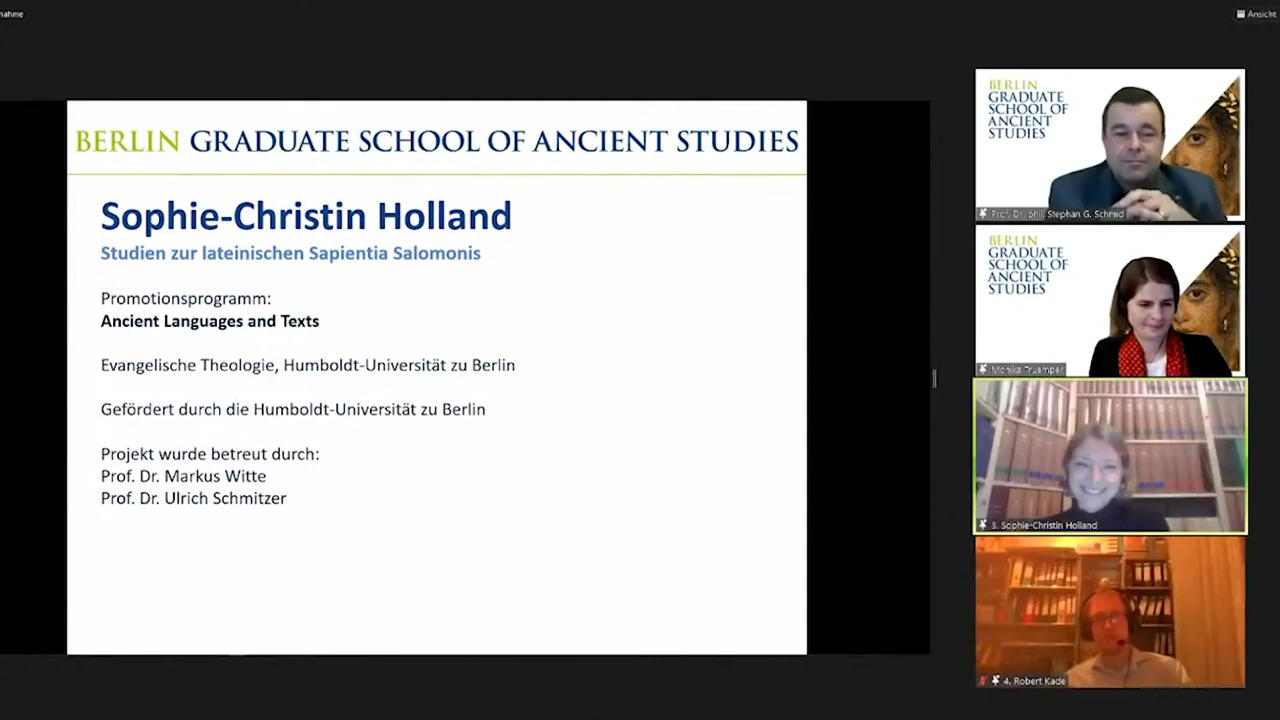 nahme
Ansicht
BERLIN GRADUATE SCHOOL OF ANCIENT STUDIES
Sophie-Christin Holland
Studien zur lateinischen Sapientia Salomonis
Promotionsprogramm:
Ancient Languages and Texts
Evangelische Theologie, Humboldt-Universität zu Berlin
Gefördert durch die Humboldt-Universität zu Berlin
Projekt wurde betreut durch:
Prof. Dr. Markus Witte
Prof. Dr. Ulrich Schmitzer
BERLIN
GRADUATE
SCHOOL OF
ANCIENT
STUDIES
Prof. Dr. phil. Stephan G. Schmid
BERLIN
GRADUATE
SCHOOL OF
ANCIENT
STUDIES
Monika Truemper
3. Sophie-Christin Holland
4. Robert Kade